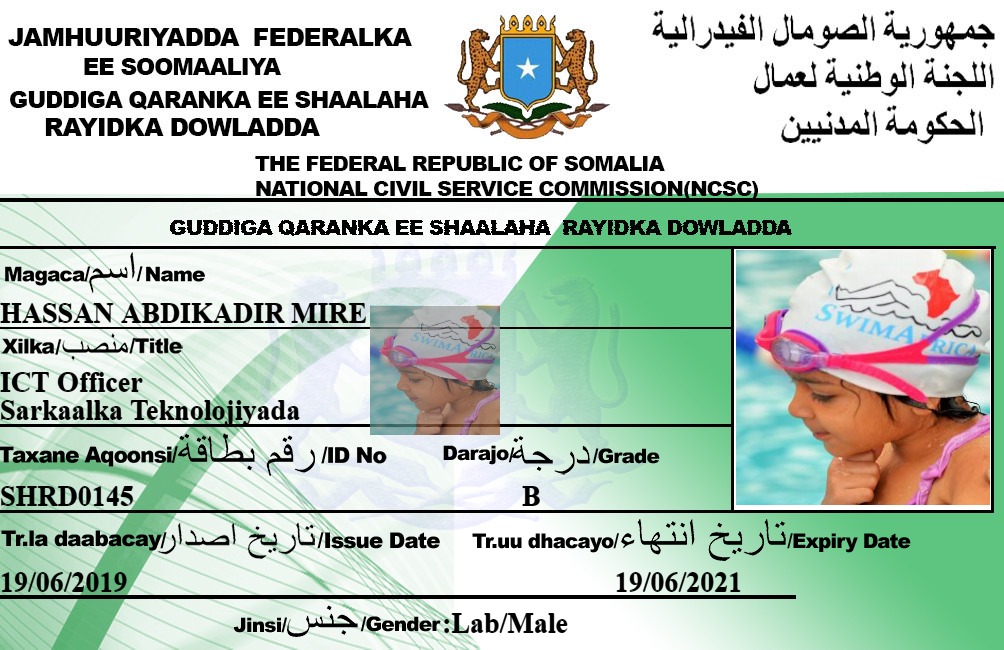 JAMHUURIYADDA FEDERALKA
EE SOOMAALIYA
GUDDIGA QARANKA EE SHAALAHA
RAYIDKA DOWLADDA
جمهورية الصومال الفيدرالية
اللجنة الوطنية لعمال
الحكومة المدنيين
THE FEDERAL REPUBLIC OF SOMALIA
NATIONAL CIVIL SERVICE COMMISSION(NCSC)
GUDDIGA QARANKA EE SHAALAHA RAYIDKA DOWLADDA
Magaca/اسم/Name
HASSAN ABDIKADIR MIRE
Xilka/منصب/Title
ICT Officer
Sarkaalka Teknolojiyada
SWIMAFRICA
SWIMAFRICA
Taxane Aqoonsi/رقم بطاقة/ID No
Darajo/درجة/Grade
SHRD0145
B
Tr.la daabacay/تاريخ اصدار/Issue Date
Tr.uu dhacayo/تاريخ انتهاء/Expiry Date
19/06/2019
19/06/2021
Jinsi/جنس/Gender:Lab/Male